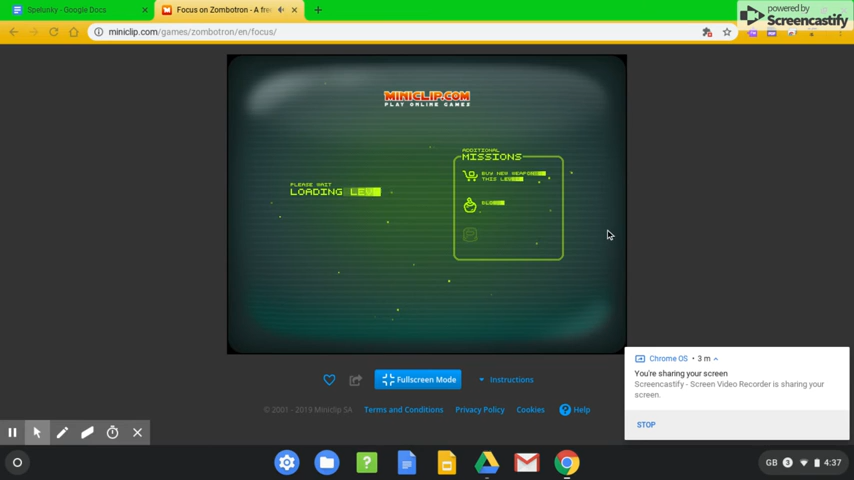 Spelunky - Google Docs
Focus on Zombotron - A fre
powered by
Screencastify
miniclip.com/games/zombotron/en/focus/
MINICLIP.COM
PLAY ONLINE GAMES
ADDITIONAL
MISSIONS
BUY NEW WEAPO
THIS LE
PLEASE WAIT
LOADING LEV
Fullscreen Mode
Instructions
© 2001 - 2019 Miniclip SA
Terms and Conditions
Privacy Policy
Cookies
Help
Chrome OS • 3 m
You're sharing your screen
Screencastify - Screen Video Recorder is sharing your
screen.
STOP
GB 3 4:37